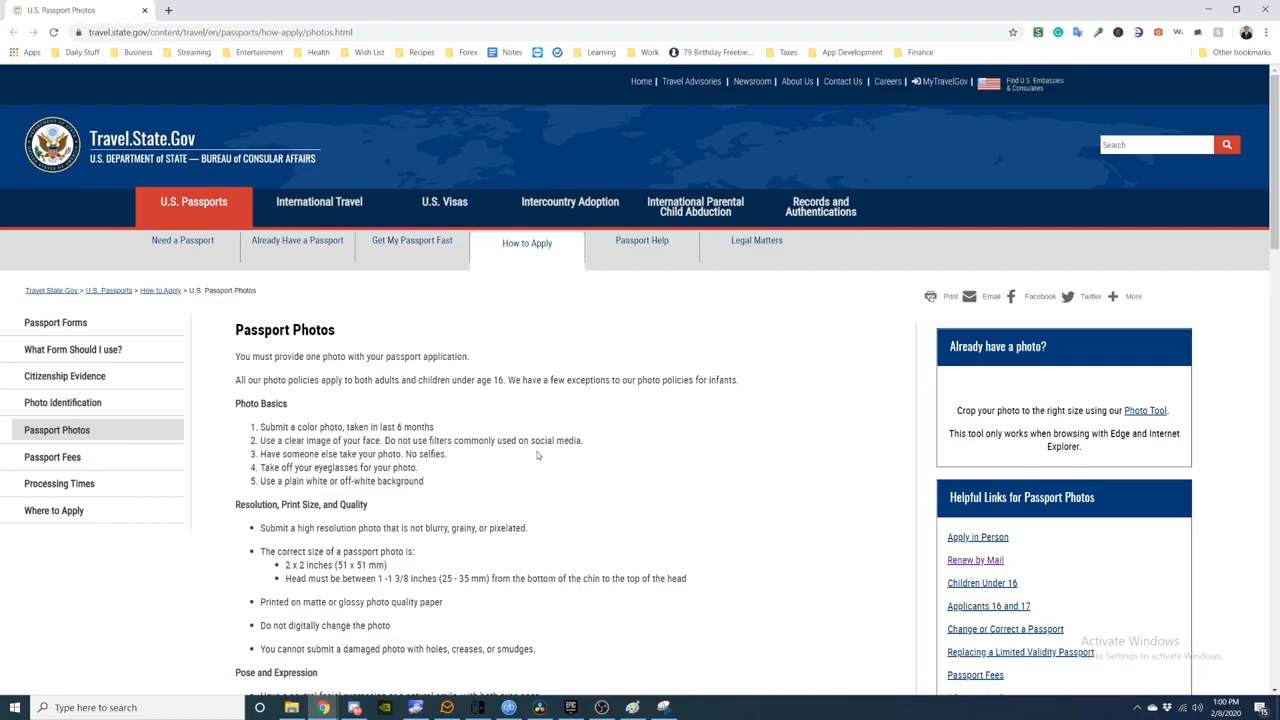 U.S. Passport Photos
travel.state.gov/content/travel/en/passports/how-apply/photos.html
Apps
Daily Stuff
Business
Streaming
Entertainment
Health
Wish List
Recipes
Forex
Notes
Learning
Work
79 Birthday Freebie...
Taxes
App Development
Finance
Other bookmarks
Home | Travel Advisories | Newsroom | About Us | Contact Us | Careers | MyTravelGov |
Find U.S. Embassies
& Consulates
Travel.State.Gov
U.S. DEPARTMENT of STATE — BUREAU of CONSULAR AFFAIRS
Search
U.S. Passports
International Travel
U.S. Visas
Intercountry Adoption
International Parental
Child Abduction
Records and
Authentications
Need a Passport
Already Have a Passport
Get My Passport Fast
How to Apply
Passport Help
Legal Matters
Travel.State.Gov > U.S. Passports > How to Apply > U.S. Passport Photos
Print
Email
Facebook
Twitter
More
Passport Forms
What Form Should I use?
Citizenship Evidence
Photo Identification
Passport Photos
Passport Fees
Processing Times
Where to Apply
Passport Photos
You must provide one photo with your passport application.
All our photo policies apply to both adults and children under age 16. We have a few exceptions to our photo policies for infants.
Photo Basics
1. Submit a color photo, taken in last 6 months
2. Use a clear image of your face. Do not use filters commonly used on social media.
3. Have someone else take your photo. No selfies.
4. Take off your eyeglasses for your photo.
5. Use a plain white or off-white background
Resolution, Print Size, and Quality
• Submit a high resolution photo that is not blurry, grainy, or pixelated.
• The correct size of a passport photo is:
• 2 x 2 inches (51 x 51 mm)
• Head must be between 1 -1 3/8 inches (25 - 35 mm) from the bottom of the chin to the top of the head
• Printed on matte or glossy photo quality paper
• Do not digitally change the photo
• You cannot submit a damaged photo with holes, creases, or smudges.
Pose and Expression
Already have a photo?
Crop your photo to the right size using our Photo Tool.
This tool only works when browsing with Edge and Internet
Explorer.
Helpful Links for Passport Photos
Apply in Person
Renew by Mail
Children Under 16
Applicants 16 and 17
Change or Correct a Passport
Replacing a Limited Validity Passport
Passport Fees
Activate Windows
Go to Settings to activate Windows.
Type here to search
1:00 PM
2/8/2020
15